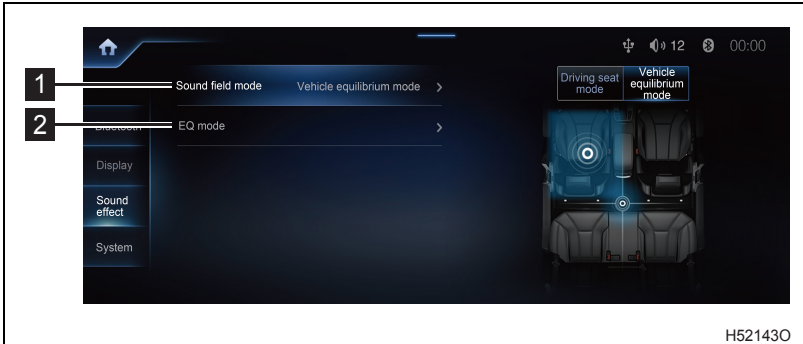 12 00:00
1 Sound field mode Vehicle equilibrium mode
Driving seat
mode
Vehicle
equilibrium
mode
2 EQ mode
Bluetooth
Display
Sound
effect
System
H52143O